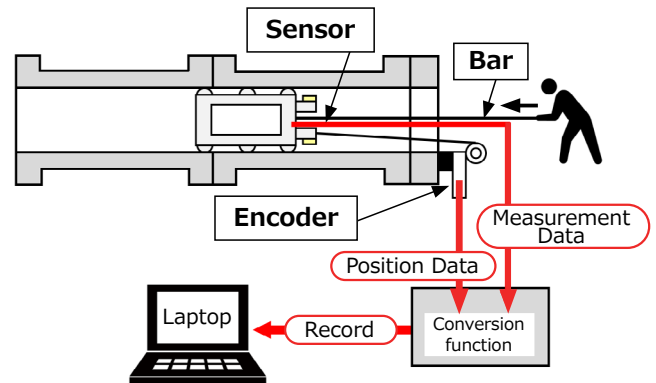 Sensor
Bar
Encoder
Measurement
Data
Position Data
Laptop
Record
Conversion
function